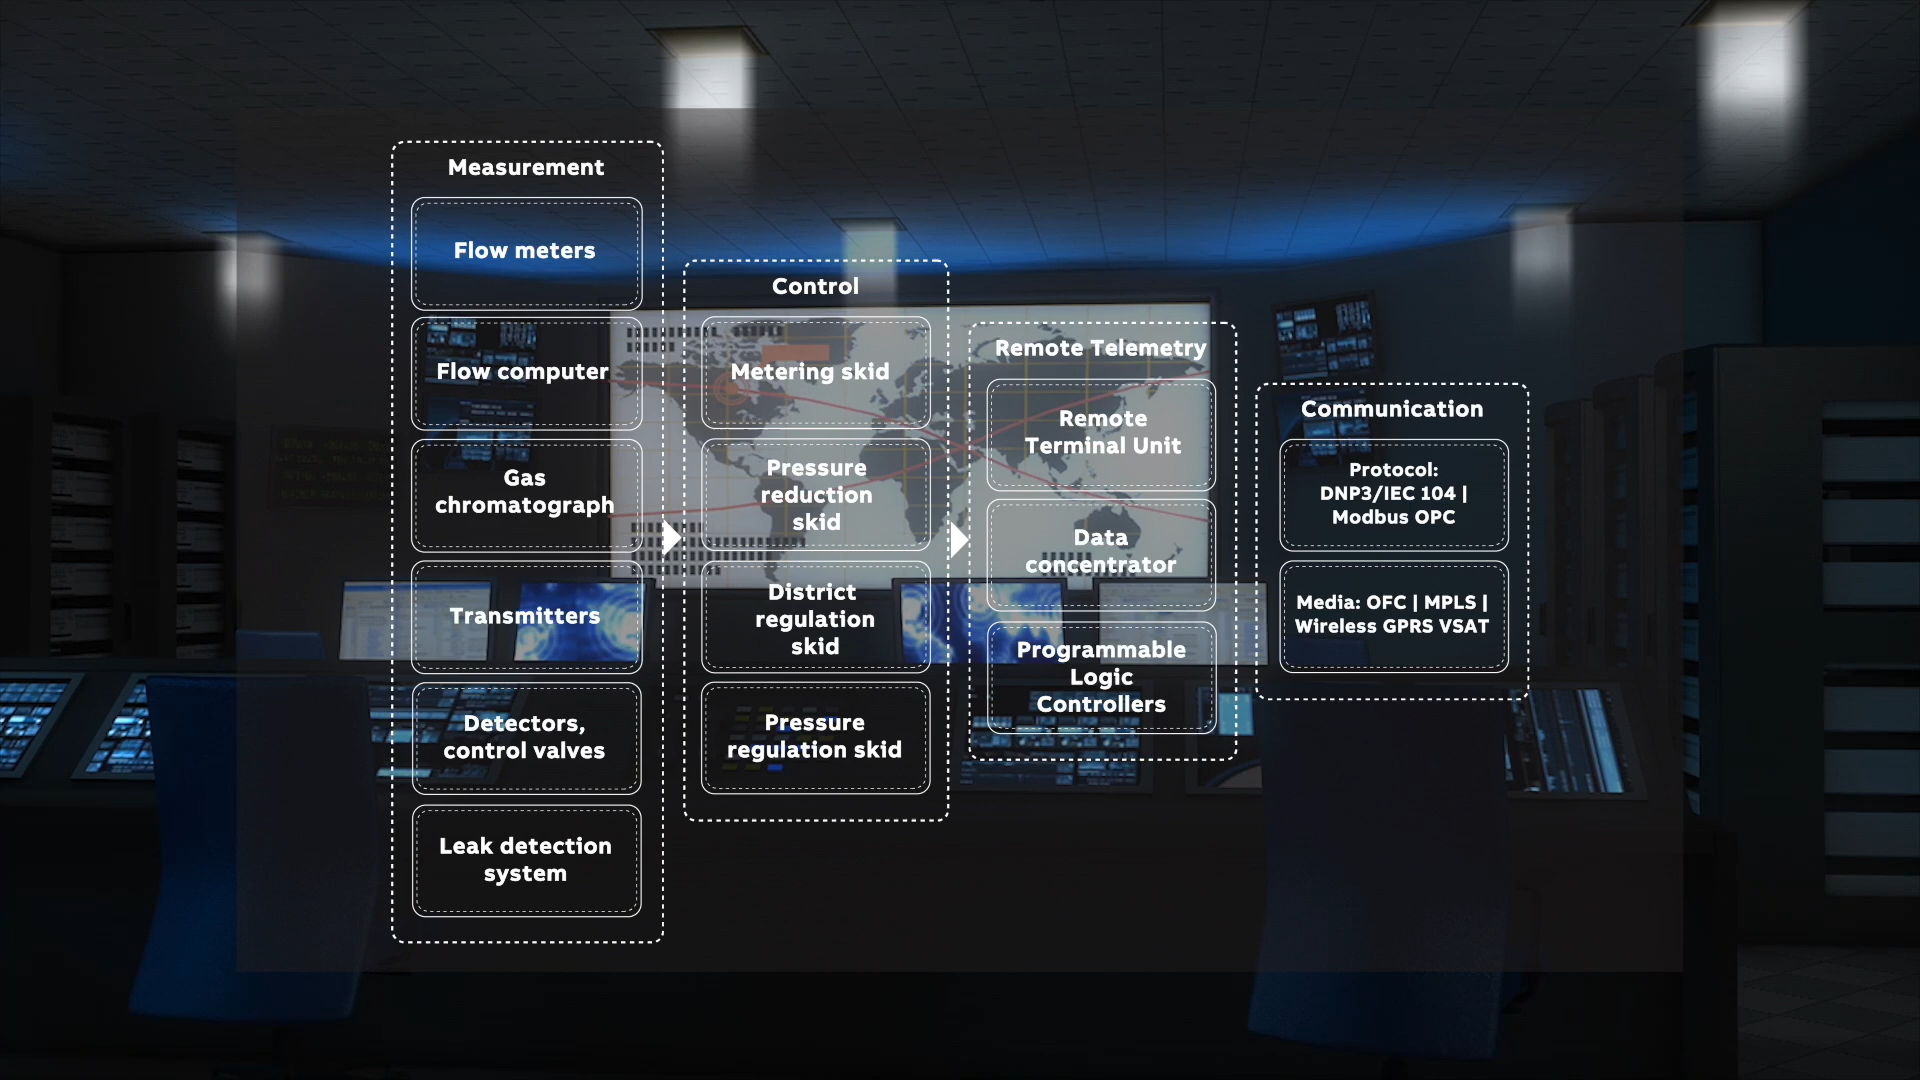 Measurement
Flow meters
Flow computer
Gas
chromatograph
Transmitters
Detectors,
control valves
Leak detection
system
Control
Metering skid
Pressure
reduction
skid
District
regulation
skid
Pressure
regulation skid
Remote Telemetry
Remote
Terminal Unit
Data
concentrator
Programmable
Logic
Controllers
Communication
Protocol:
DNP3/IEC 104 |
Modbus OPC
Media: OFC | MPLS |
Wireless GPRS VSAT